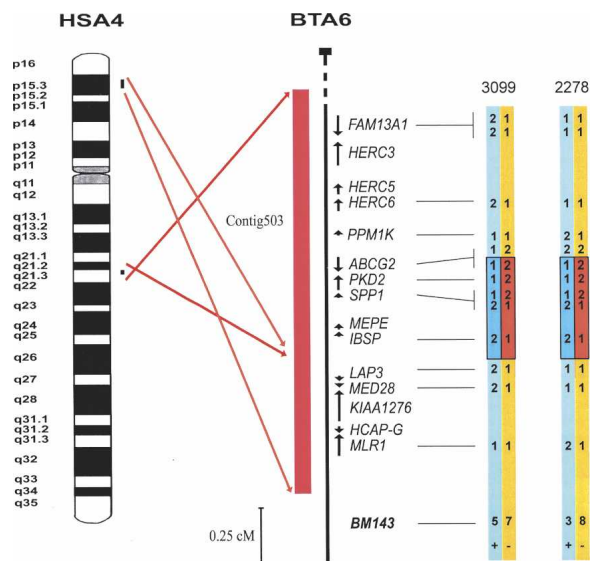 HSA4
BTA6
p16
p15.3
p15.2
p15.1
p14
p13
p12
p11
q11
q12
q13.1
q13.2
q13.3
q21.1
q21.2
q21.3
q22
q23
q24
q25
q26
q27
q28
q31.1
q31.2
q31.3
q32
q33
q34
q35
Contig503
0.25 cM
3099
2278
FAM13A1
2 1 1 1
2 1 1 1
HERC3
HERC5
HERC6
2 1 1 1
PPM1K
1 1 2 1
1 2 1 2
ABCG2
1 2 1 2
PKD2
1 2 1 2
SPP1
1 2 1 2
2 1 2 1
MEPE
IBSP
2 1 2 1
LAP3
2 1 1 1
MED28
2 1 1 1
KIAA1276
HCAP-G
MLR1
1 1 2 1
BM143
5 7 3 8
+ - + -